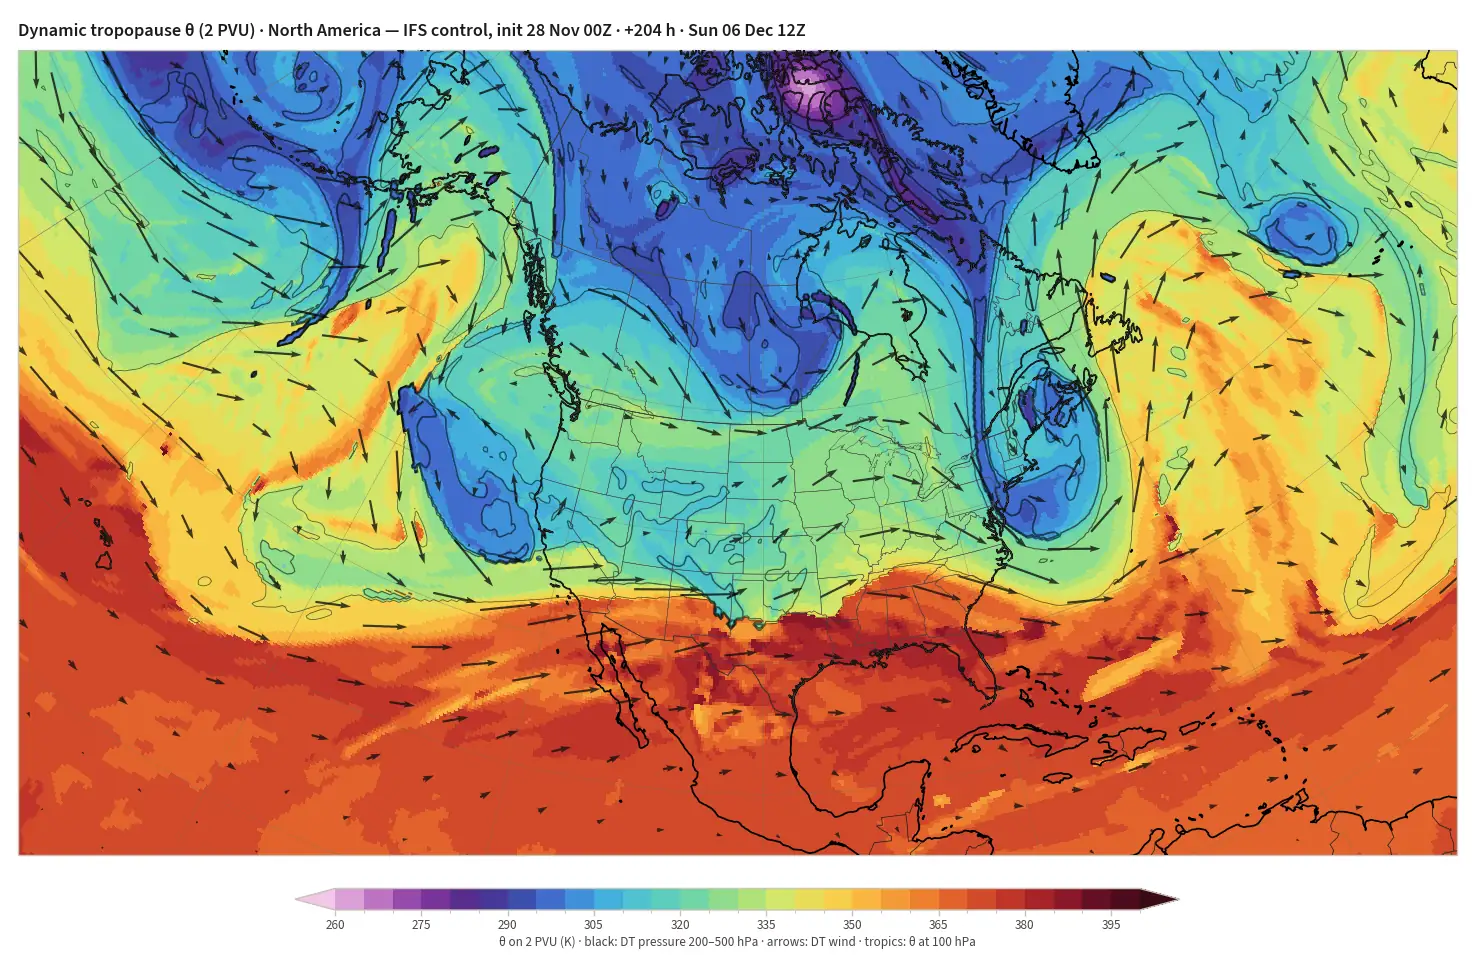 Dynamic tropopause θ (2 PVU) · North America — IFS control, init 28 Nov 00Z · +204 h · Sun 06 Dec 12Z
260 275 290 305 320 335 350 365 380 395
θ on 2 PVU (K) · black: DT pressure 200–500 hPa · arrows: DT wind · tropics: θ at 100 hPa